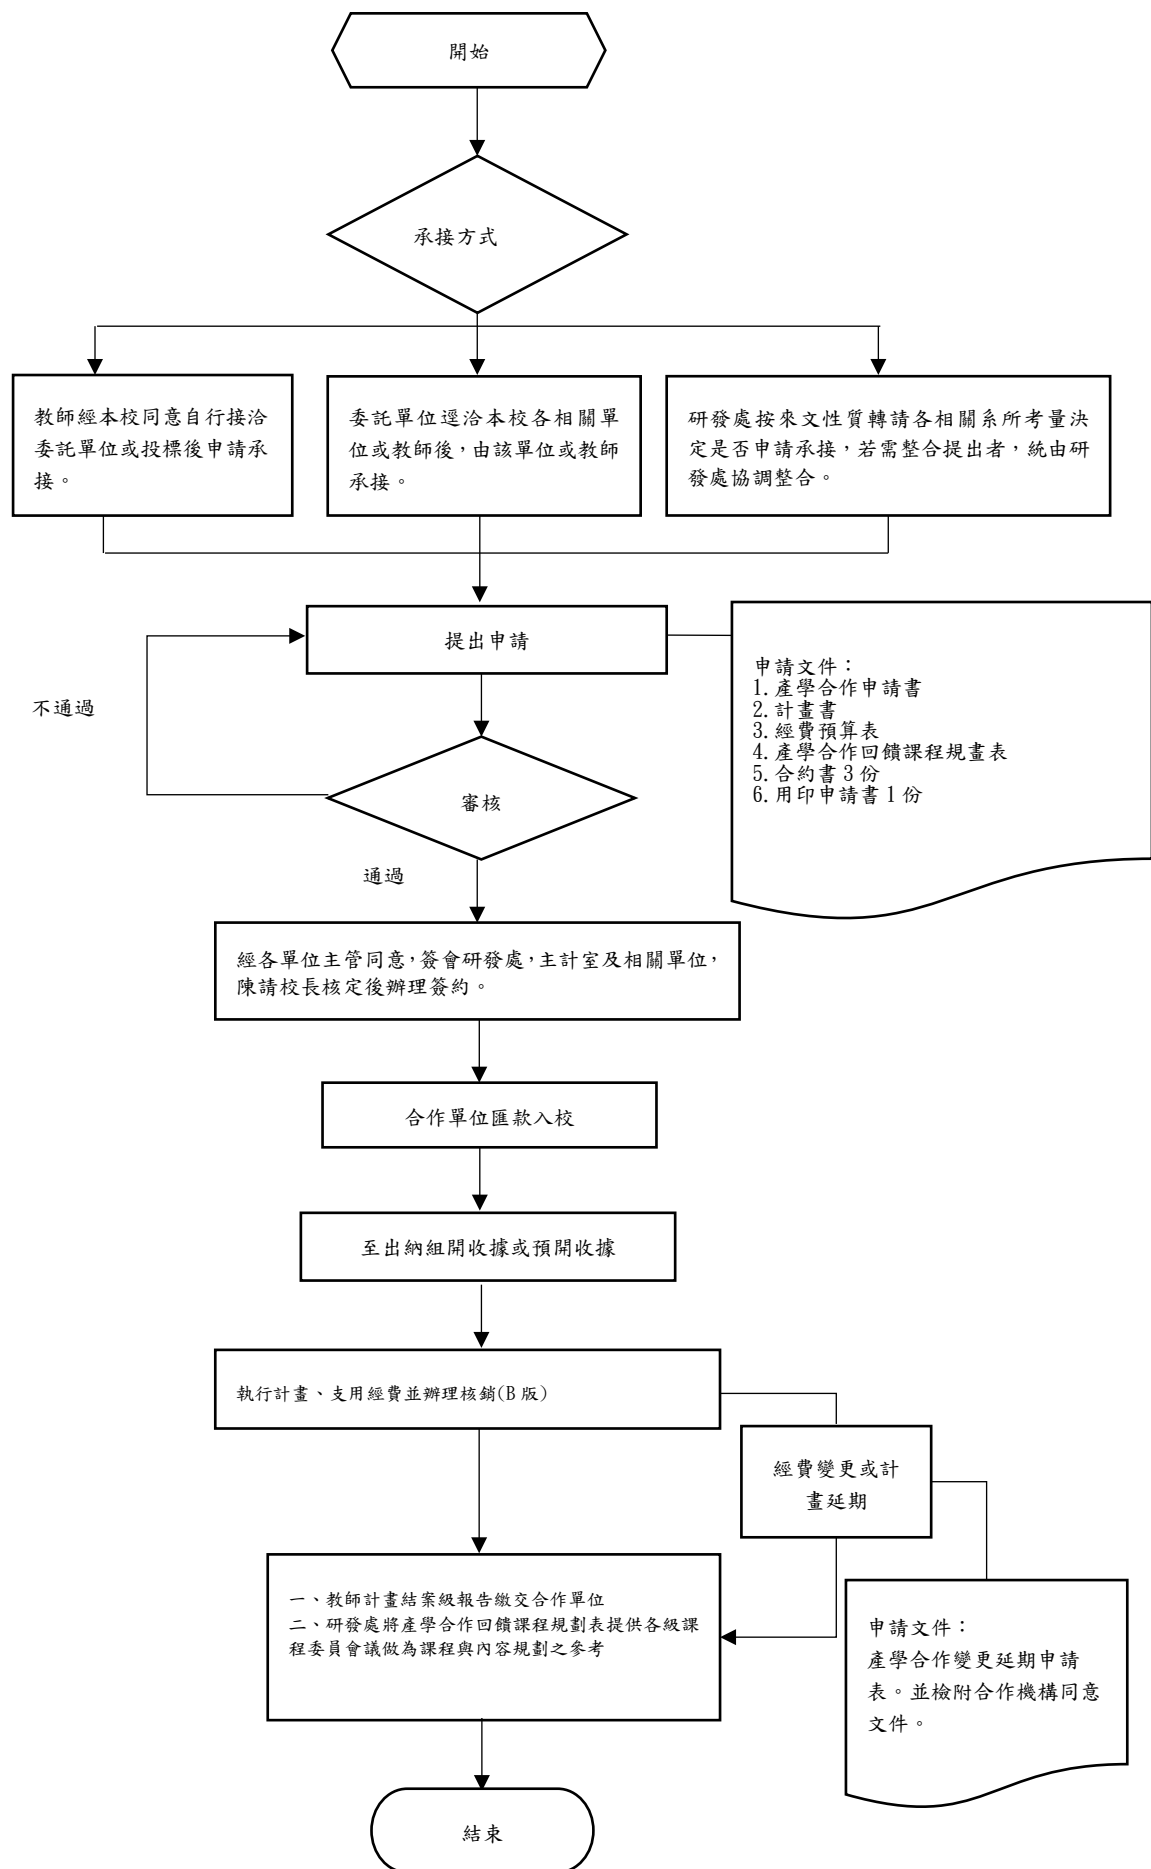 開始
承接方式
教師經本校同意自行接洽
委託單位或投標後申請承
接。
委託單位逕洽本校各相關單
位或教師後，由該單位或教師
承接。
研發處按來文性質轉請各相關系所考量決
定是否申請承接，若需整合提出者，統由研
發處協調整合。
提出申請
申請文件：
1.產學合作申請書
2.計畫書
3.經費預算表
4.產學合作回饋課程規畫表
5.合約書 3 份
6.用印申請書 1 份
不通過
審核
通過
經各單位主管同意，簽會研發處，主計室及相關單位，
陳請校長核定後辦理簽約。
合作單位匯款入校
至出納組開收據或預開收據
執行計畫、支用經費並辦理核銷(B 版)
經費變更或計
畫延期
一、教師計畫結案級報告繳交合作單位
二、研發處將產學合作回饋課程規劃表提供各級課
程委員會議做為課程與內容規劃之參考
申請文件：
產學合作變更延期申請
表。並檢附合作機構同意
文件。
結束